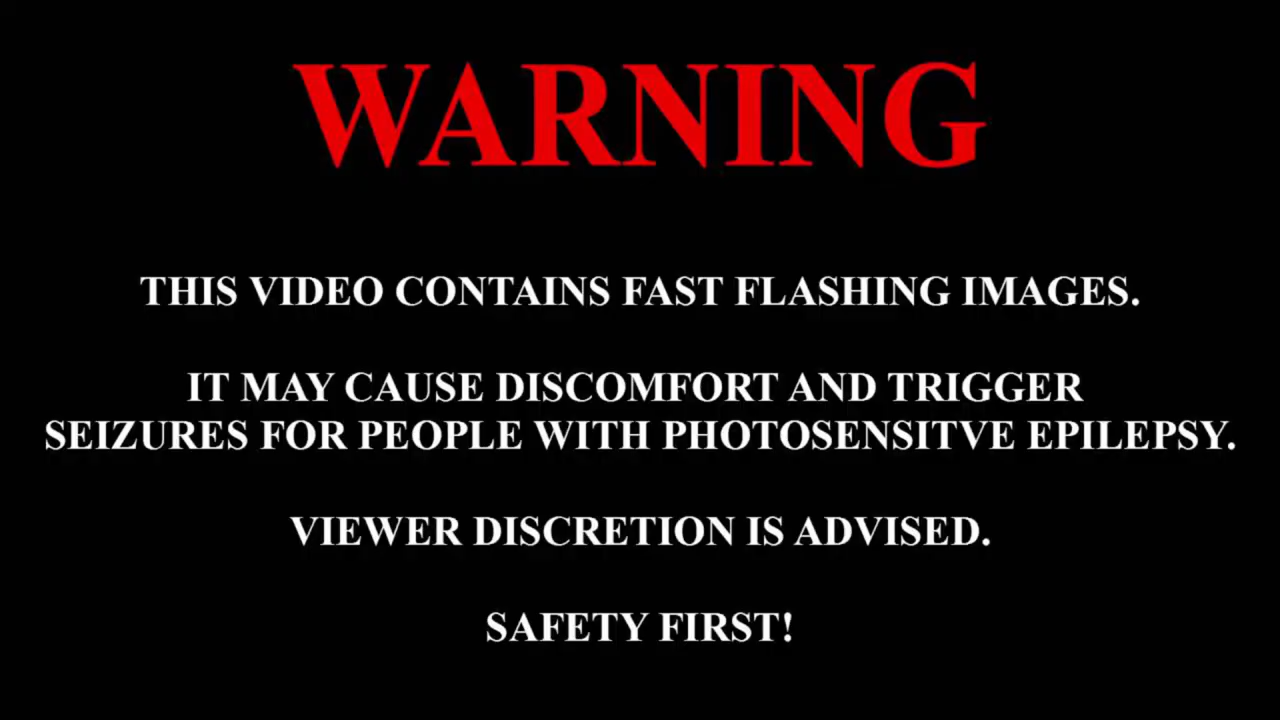 WARNING
THIS VIDEO CONTAINS FAST FLASHING IMAGES.
IT MAY CAUSE DISCOMFORT AND TRIGGER
SEIZURES FOR PEOPLE WITH PHOTOSENSITVE EPILEPSY.
VIEWER DISCRETION IS ADVISED.
SAFETY FIRST!